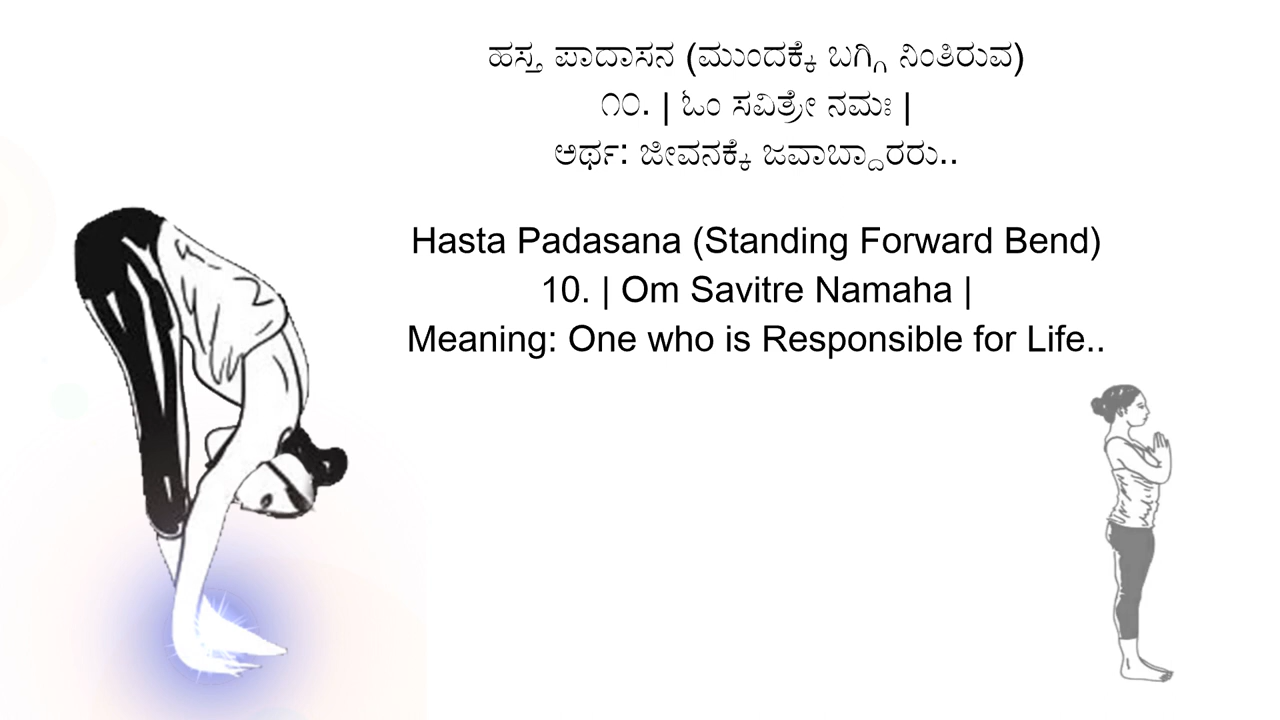 ಹಸ್ತ ಪಾದಾಸನ (ಮುಂದಕ್ಕೆ ಬಗ್ಗಿ ನಿಂತಿರುವ)
೧೦. | ಓಂ ಸವಿತ್ರೇ ನಮಃ |
ಅರ್ಥ: ಜೀವನಕ್ಕೆ ಜವಾಬ್ದಾರರು..
Hasta Padasana (Standing Forward Bend)
10. | Om Savitre Namaha |
Meaning: One who is Responsible for Life..